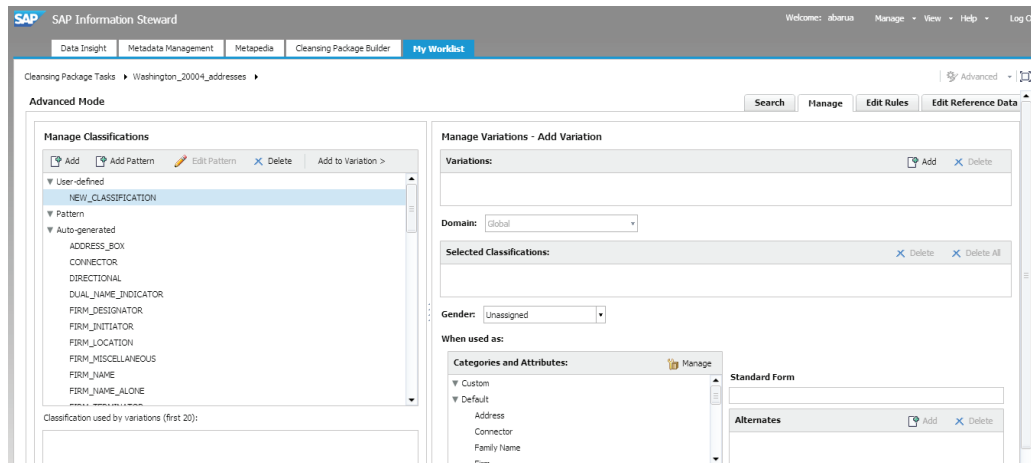 SAP SAP Information Steward Welcome: abarua Manage View Help Log O
Data Insight Metadata Management Metapedia Cleansing Package Builder My Worklist
Cleansing Package Tasks Washington_20004_addresses Advanced
Advanced Mode Search Manage Edit Rules Edit Reference Data
Manage Classifications
Add Add Pattern Edit Pattern Delete Add to Variation >
User-defined
NEW_CLASSIFICATION
Pattern
Auto-generated
ADDRESS_BOX
CONNECTOR
DIRECTIONAL
DUAL_NAME_INDICATOR
FIRM_DESIGNATOR
FIRM_INITIATOR
FIRM_LOCATION
FIRM_MISCELLANEOUS
FIRM_NAME
FIRM_NAME_ALONE
FIRM_TERMINATOR
Classification used by variations (first 20):
Manage Variations - Add Variation
Variations: Add Delete
Domain: Global
Selected Classifications: Delete Delete All
Gender: Unassigned
When used as:
Categories and Attributes: Manage
Custom
Default
Address
Connector
Family Name
Firm
Standard Form
Alternates Add Delete